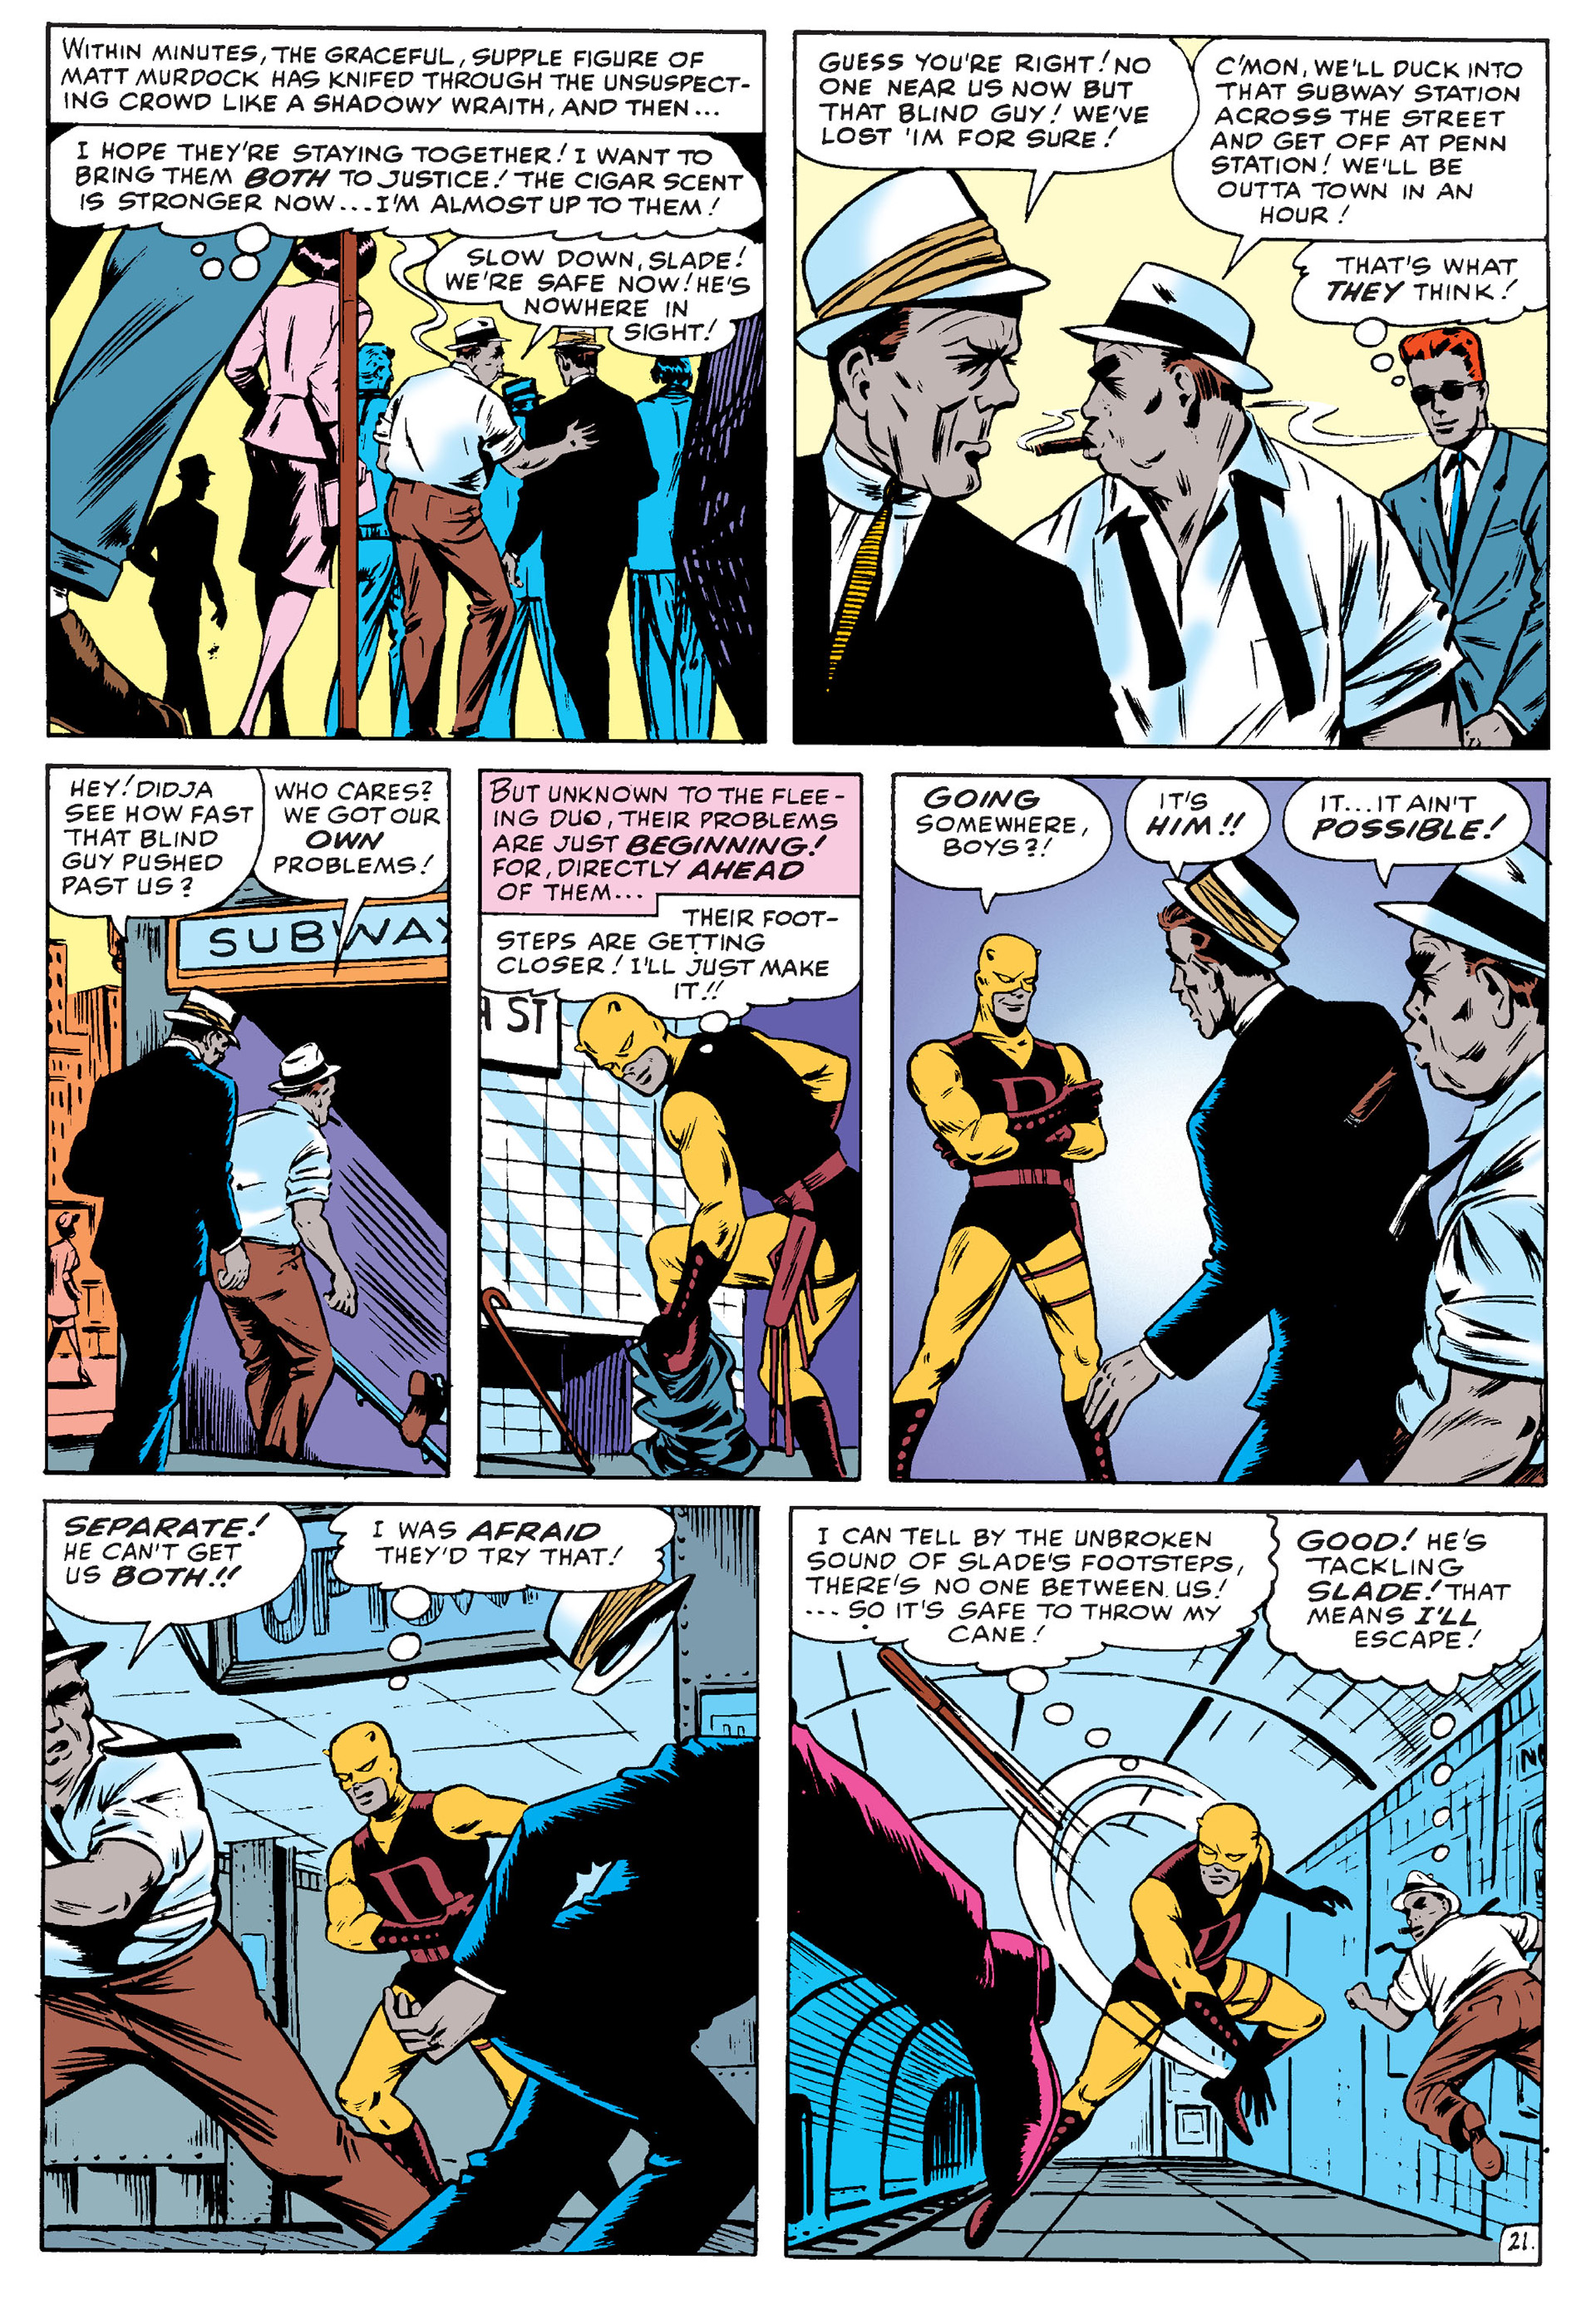 WITHIN MINUTES, THE GRACEFUL, SUPPLE FIGURE OF
MATT MURDOCK HAS KNIFED THROUGH THE UNSUSPECT-
ING CROWD LIKE A SHADOWY WRAITH, AND THEN...
I HOPE THEY'RE STAYING TOGETHER! I WANT TO
BRING THEM BOTH TO JUSTICE! THE CIGAR SCENT
IS STRONGER NOW... I'M ALMOST UP TO THEM!
SLOW DOWN, SLADE!
WE'RE SAFE NOW! HE'S
NOWHERE IN
SIGHT!
GUESS YOU'RE RIGHT! NO
ONE NEAR US NOW BUT
THAT BLIND GUY! WE'VE
LOST 'IM FOR SURE!
C'MON, WE'LL DUCK INTO
THAT SUBWAY STATION
ACROSS THE STREET
AND GET OFF AT PENN
STATION! WE'LL BE
OUTTA TOWN IN AN
HOUR!
THAT'S WHAT
THEY THINK!
HEY! DIDJA
SEE HOW FAST
THAT BLIND
GUY PUSHED
PAST US?
WHO CARES?
WE GOT OUR
OWN
PROBLEMS!
SUBWAY
BUT UNKNOWN TO THE FLEE-
ING DUO, THEIR PROBLEMS
ARE JUST BEGINNING!
FOR, DIRECTLY AHEAD
OF THEM...
THEIR FOOT-
STEPS ARE GETTING
CLOSER! I'LL JUST MAKE
IT!!
ST
GOING
SOMEWHERE,
BOYS?!
IT'S
HIM!!
IT...IT AIN'T
POSSIBLE!
D
SEPARATE!
HE CAN'T GET
US BOTH!!
I WAS AFRAID
THEY'D TRY THAT!
UPTOWN
D
I CAN TELL BY THE UNBROKEN
SOUND OF SLADE'S FOOTSTEPS,
THERE'S NO ONE BETWEEN US!
... SO IT'S SAFE TO THROW MY
CANE!
GOOD! HE'S
TACKLING
SLADE! THAT
MEANS I'LL
ESCAPE!
NO
D
21.